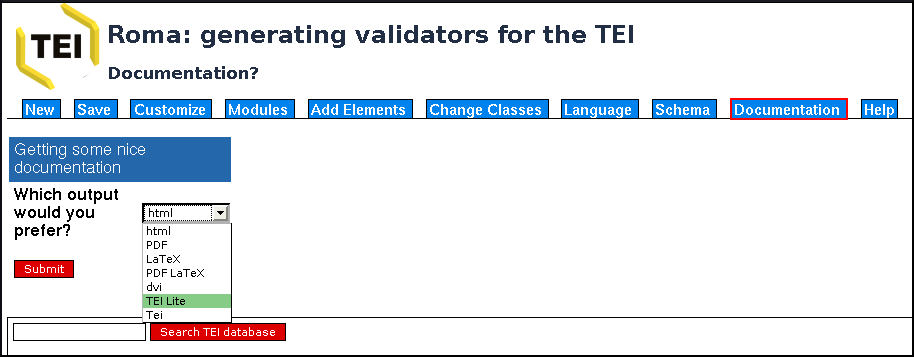 TEI
Roma: generating validators for the TEI
Documentation?
New Save Customize Modules Add Elements Change Classes Language Schema Documentation Help
Getting some nice
documentation
Which output
would you
prefer?
html
html
PDF
LaTeX
PDF LaTeX
dvi
TEI Lite
Tei
Submit
Search TEI database